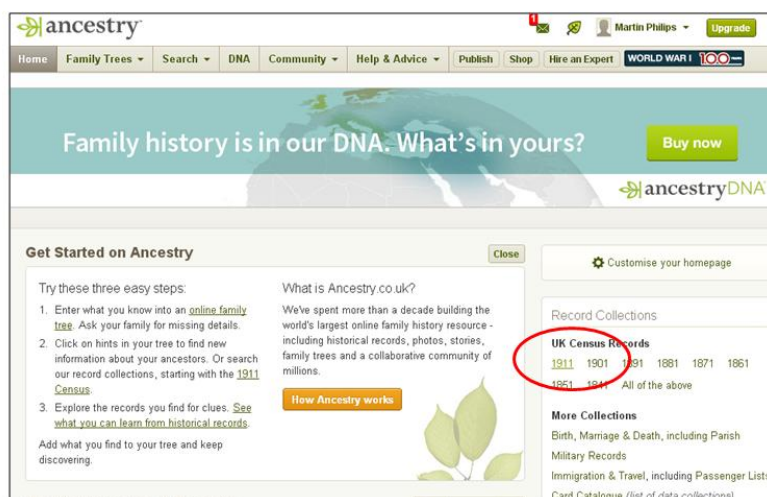 ancestry
1
Martin Philips
Upgrade
Home Family Trees Search DNA Community Help & Advice Publish Shop Hire an Expert WORLD WAR I 100
Family history is in our DNA. What's in yours?
Buy now
ancestryDNA
Get Started on Ancestry
Close
Try these three easy steps:
1. Enter what you know into an online family
tree. Ask your family for missing details.
2. Click on hints in your tree to find new
information about your ancestors. Or search
our record collections, starting with the 1911
Census.
3. Explore the records you find for clues. See
what you can learn from historical records.
Add what you find to your tree and keep
discovering.
What is Ancestry.co.uk?
We've spent more than a decade building the
world's largest online family history resource -
including historical records, photos, stories,
family trees and a collaborative community of
millions.
How Ancestry works
Customise your homepage
Record Collections
UK Census Records
1911 1901 1891 1881 1871 1861
1851 1841 All of the above
More Collections
Birth, Marriage & Death, including Parish
Military Records
Immigration & Travel, including Passenger Lists
Card Catalogue (list of data collections)